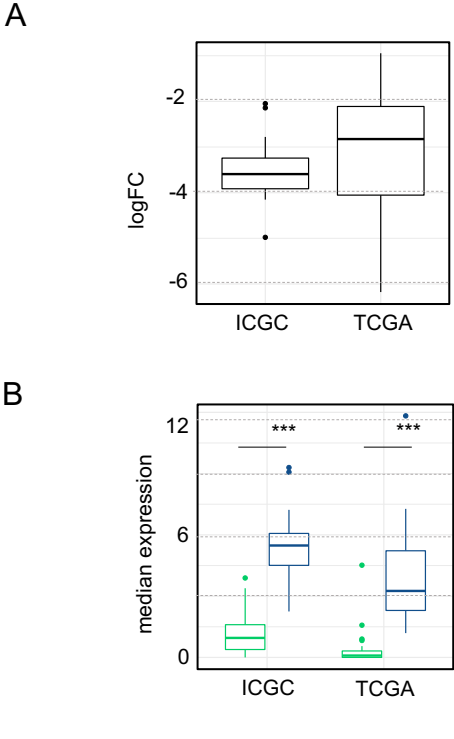 A
logFC
-2
-4
-6
ICGC TCGA
B
median expression
12
6
0
*** ***
ICGC TCGA